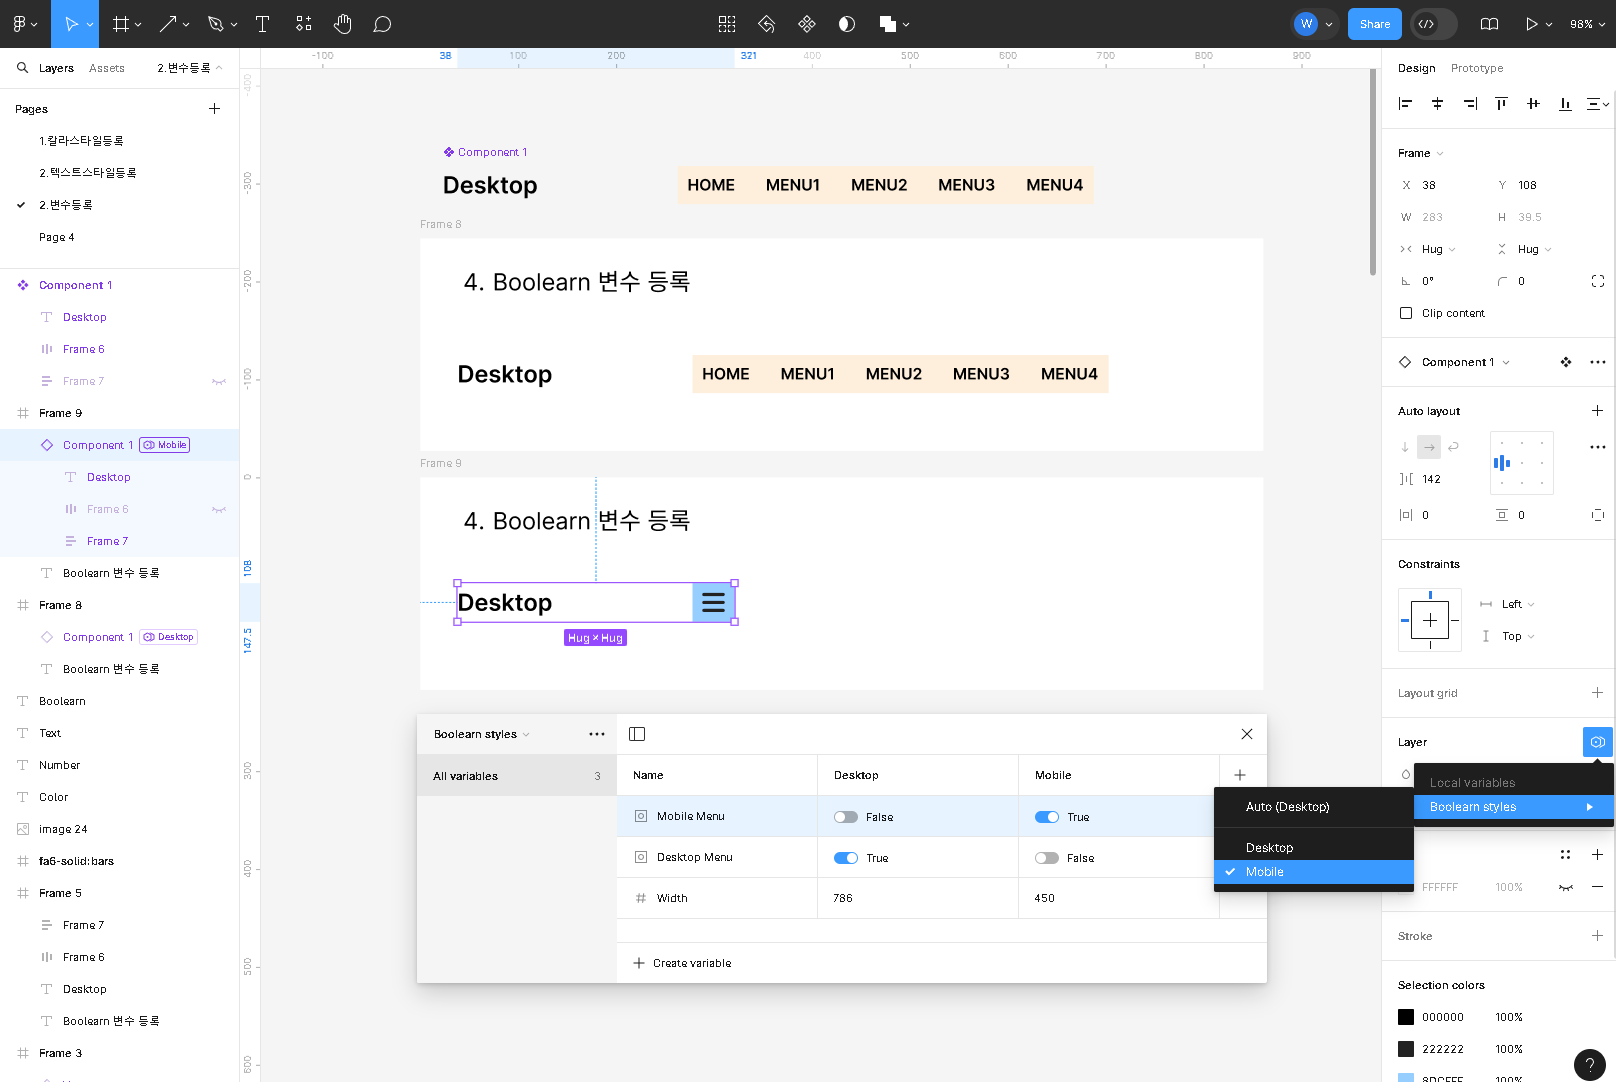 W
Share
98%
Layers
Assets
2.변수등록
Pages
1.칼라스타일등록
2.텍스트스타일등록
2.변수등록
Page 4
Component 1
Desktop
Frame 6
Frame 7
Frame 9
Component 1 Mobile
Desktop
Frame 6
Frame 7
Boolearn 변수 등록
Frame 8
Component 1 Desktop
Boolearn 변수 등록
Boolearn
Text
Number
Color
image 24
fa6-solid:bars
Frame 5
Frame 7
Frame 6
Desktop
Boolearn 변수 등록
Frame 3
-100
38
100
200
321
400
500
600
700
800
900
-400
-300
-200
-100
0
108
147.5
300
400
500
600
Component 1
Desktop
HOME MENU1 MENU2 MENU3 MENU4
Frame 8
4. Boolearn 변수 등록
Desktop
HOME MENU1 MENU2 MENU3 MENU4
Frame 9
4. Boolearn 변수 등록
Desktop
Hug × Hug
Boolearn styles
All variables 3
Name Desktop Mobile
Mobile Menu False True
Desktop Menu True False
Width 786 450
Create variable
Auto (Desktop)
Desktop
Mobile
Local variables
Boolearn styles
Design
Prototype
Frame
X 38 Y 108
W 283 H 39.5
Hug Hug
0° 0
Clip content
Component 1
Auto layout
142
0 0
Constraints
Left
Top
Layout grid
Layer
FFFFFF 100%
Stroke
Selection colors
000000 100%
222222 100%
8DCFFF 100%
?